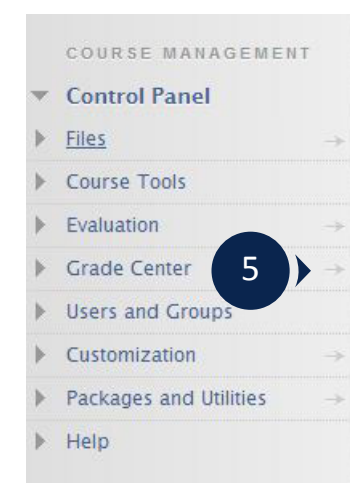 COURSE MANAGEMENT
Control Panel
Files
Course Tools
Evaluation
Grade Center 5
Users and Groups
Customization
Packages and Utilities
Help